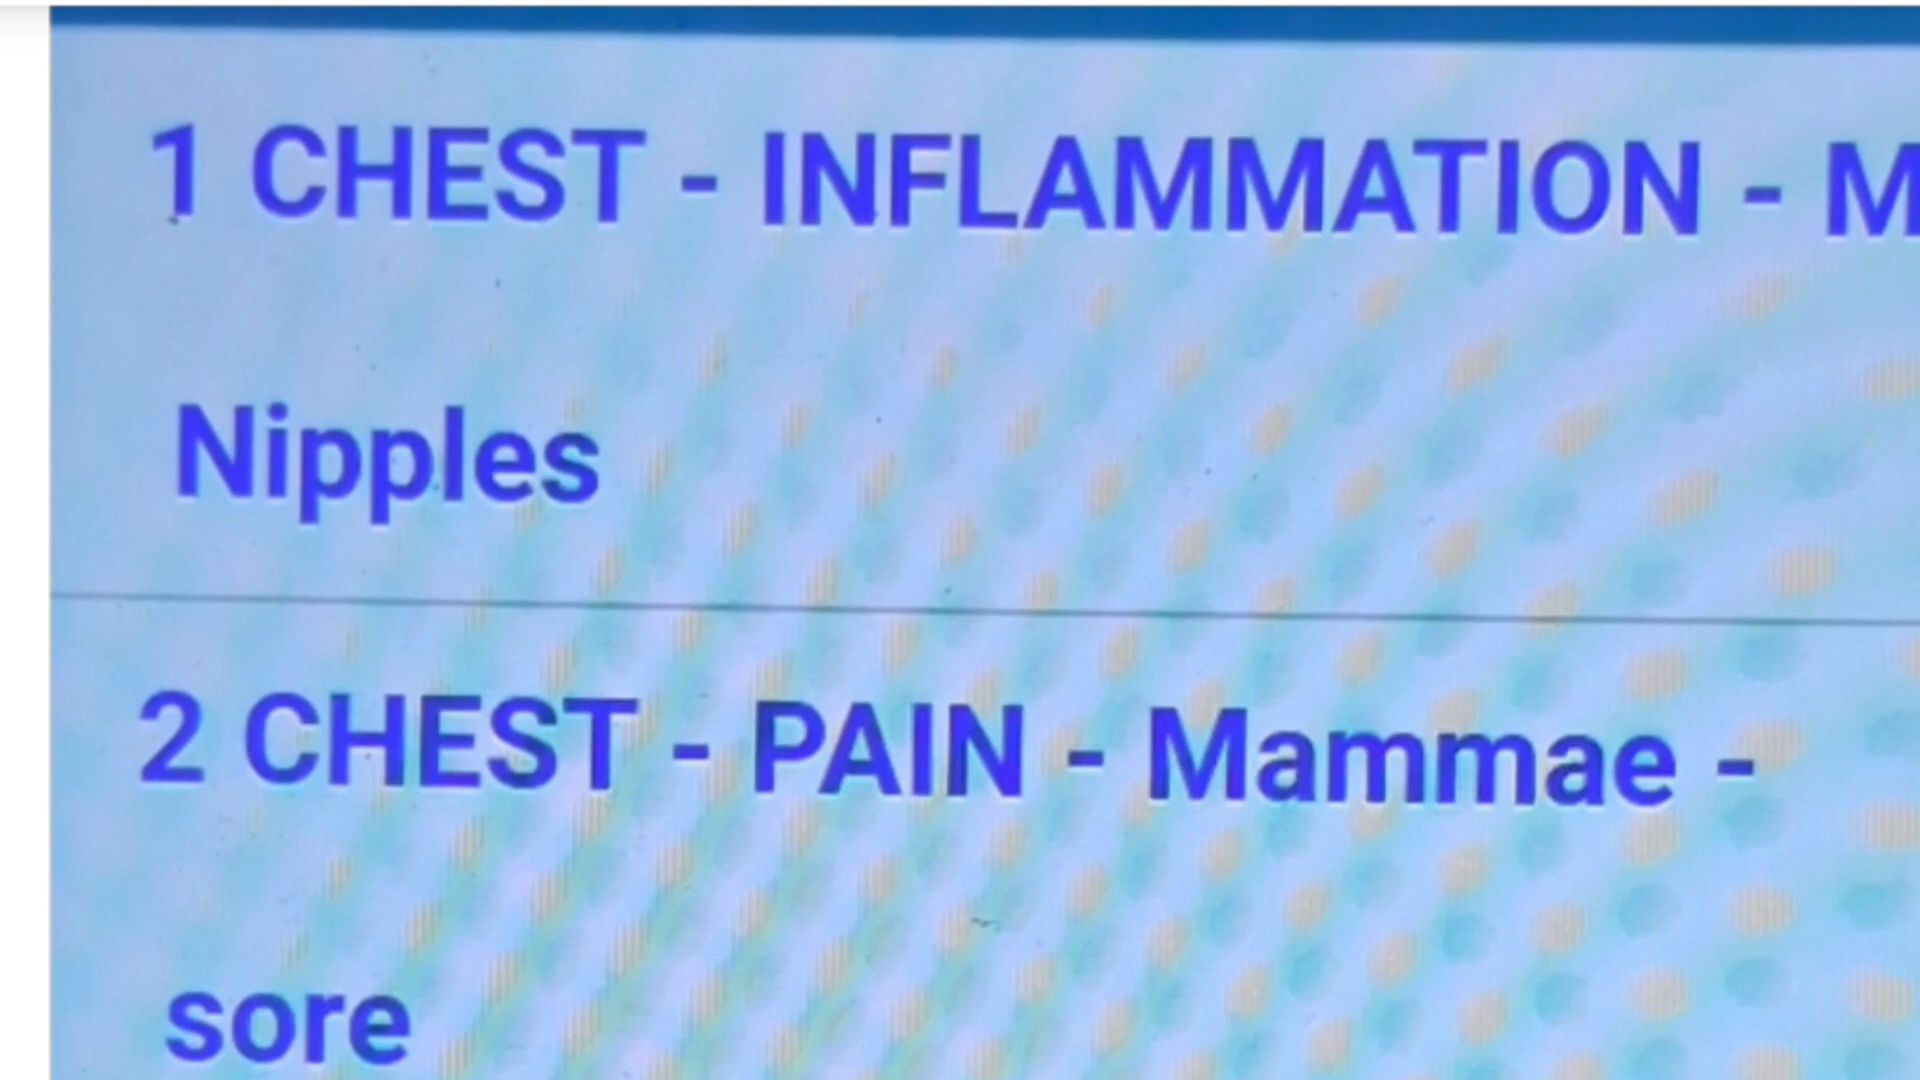 1 CHEST - INFLAMMATION - M
Nipples
2 CHEST - PAIN - Mammae -
sore